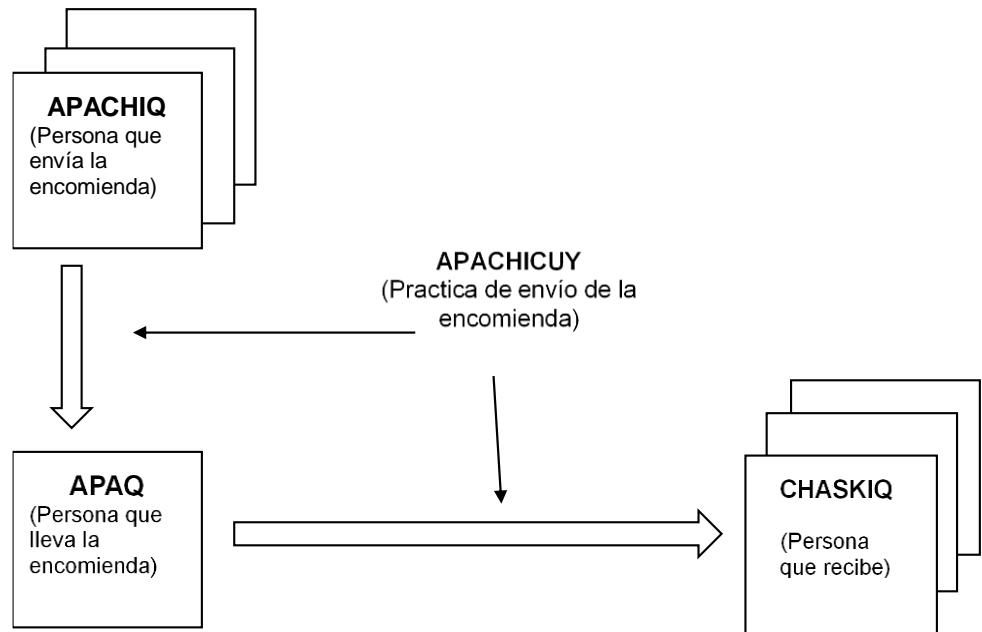 APACHIQ
(Persona que
envía la
encomienda)
APACHICUY
(Practica de envío de la
encomienda)
APAQ
(Persona que
lleva la
encomienda)
CHASKIQ
(Persona
que recibe)